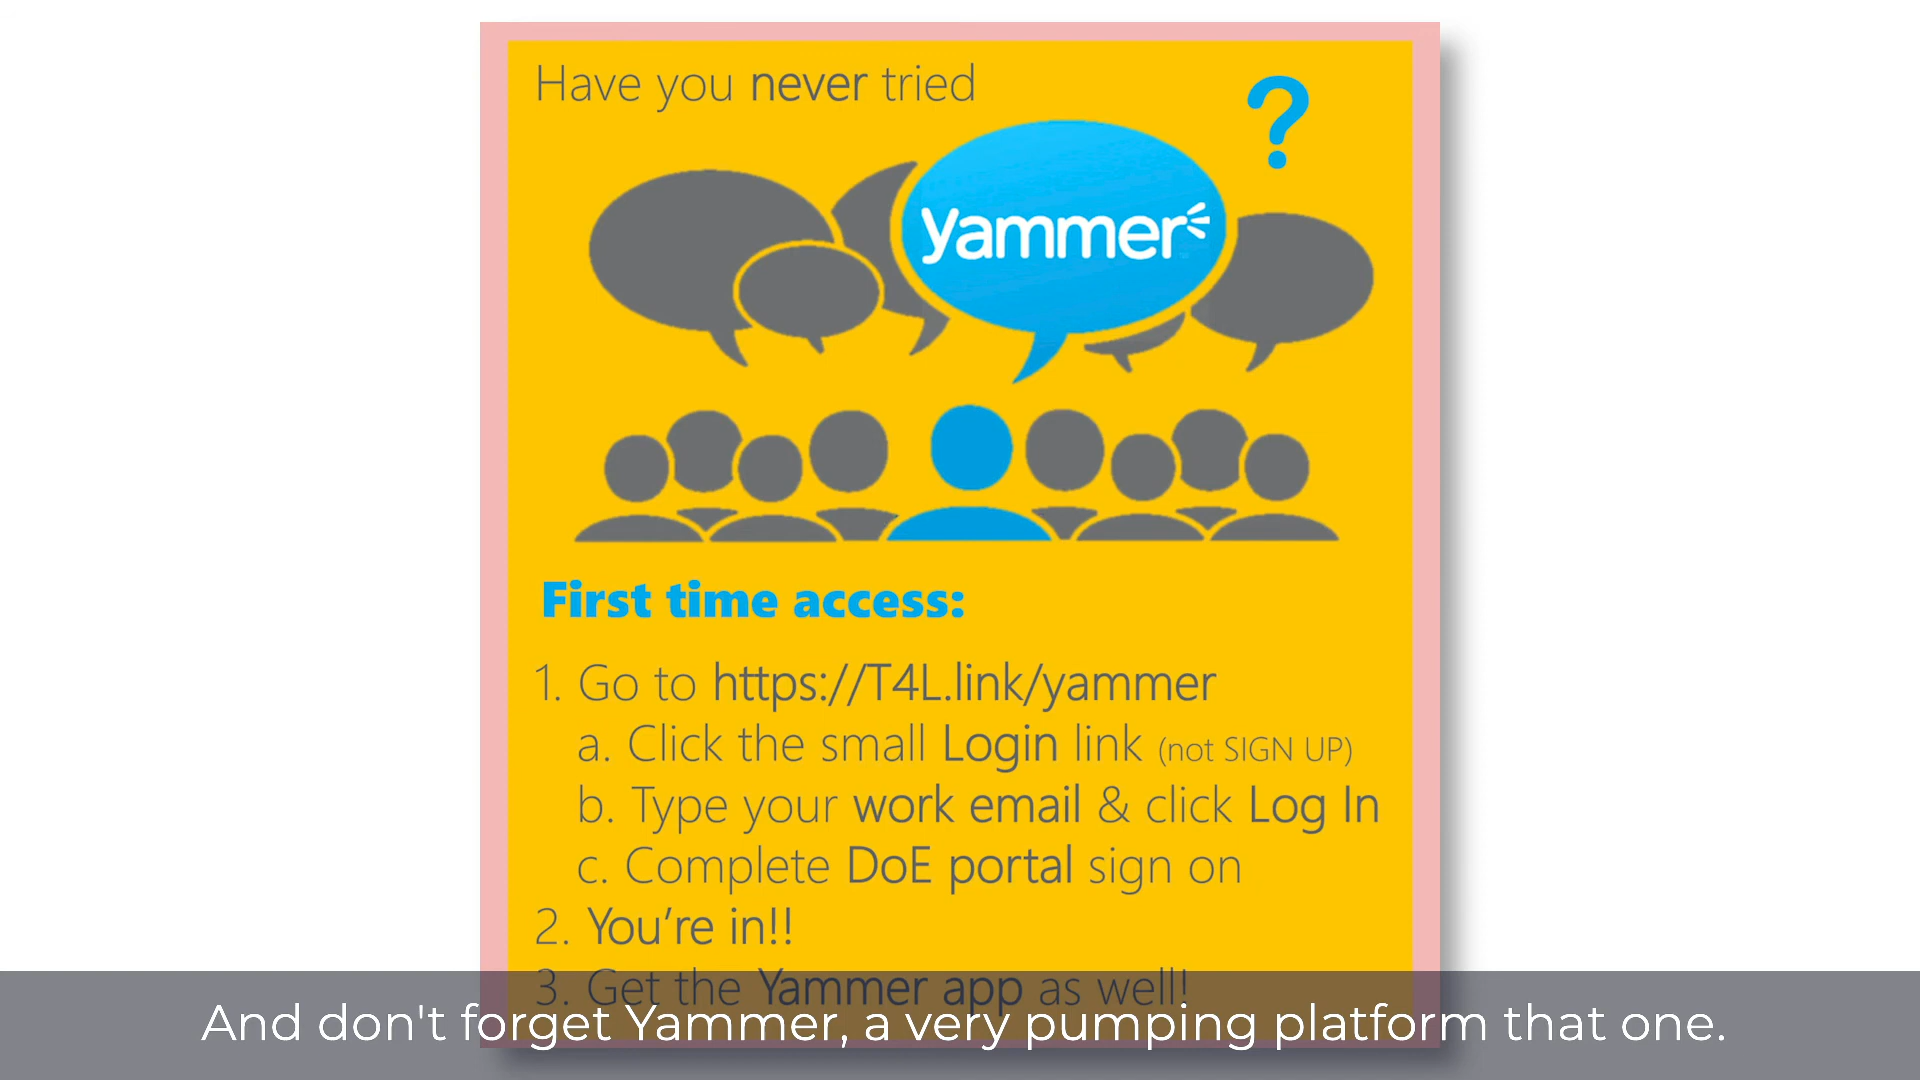 Have you never tried
?
yammer
First time access:
1. Go to https://T4L.link/yammer
a. Click the small Login link (not SIGN UP)
b. Type your work email & click Log In
c. Complete DoE portal sign on
2. You're in!!
3. Get the Yammer app as well!
And don't forget Yammer, a very pumping platform that one.